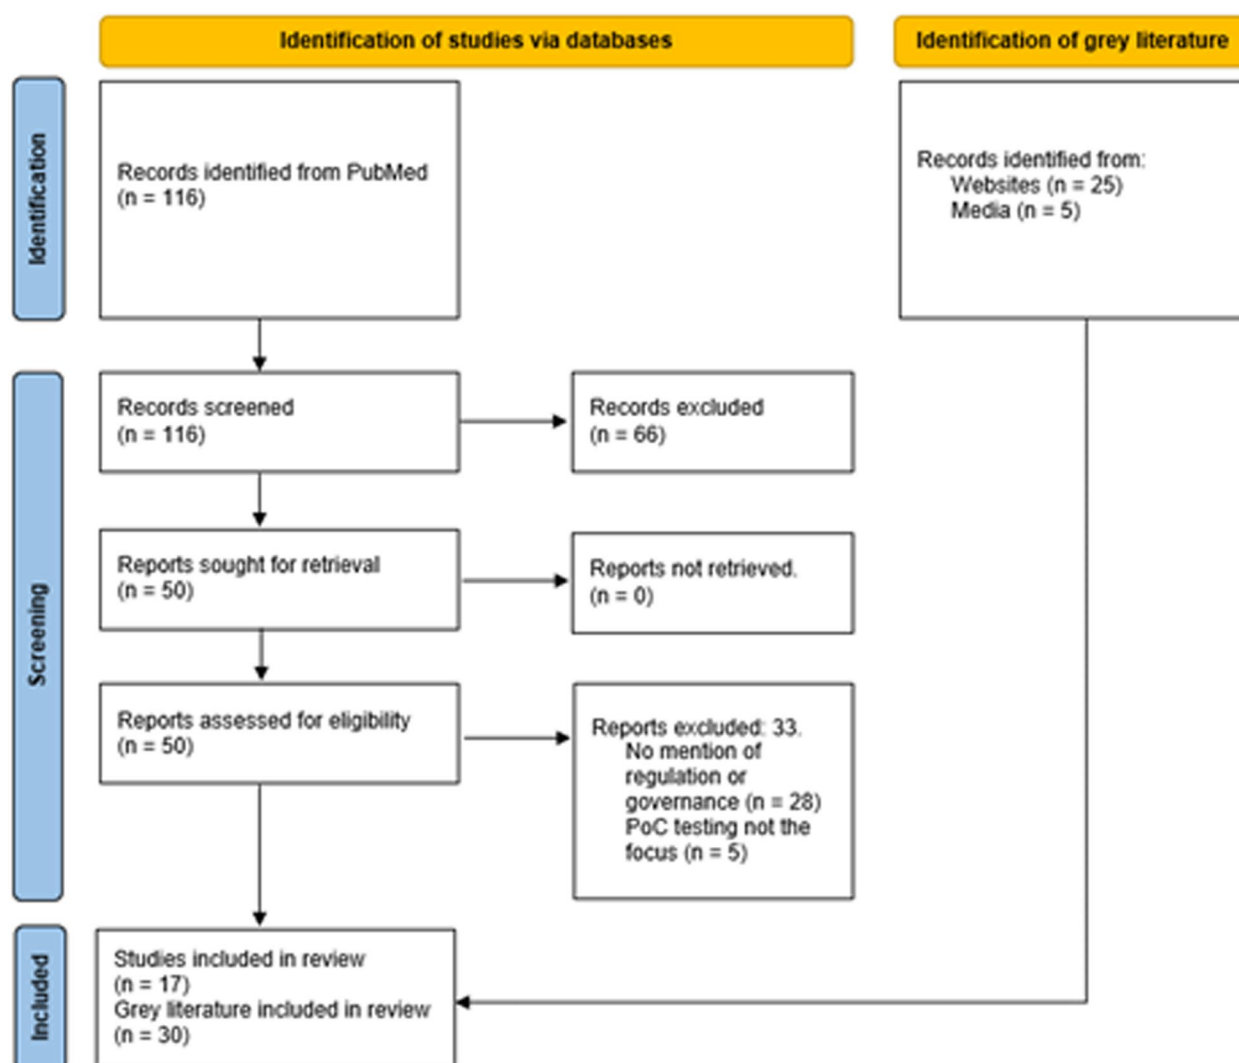 Identification of studies via databases
Identification of grey literature
Identification
Records identified from PubMed
(n = 116)
Records identified from:
Websites (n = 25)
Media (n = 5)
Screening
Records screened
(n = 116)
Records excluded
(n = 66)
Reports sought for retrieval
(n = 50)
Reports not retrieved.
(n = 0)
Reports assessed for eligibility
(n = 50)
Reports excluded: 33.
No mention of
regulation or
governance (n = 28)
PoC testing not the
focus (n = 5)
Included
Studies included in review
(n = 17)
Grey literature included in review
(n = 30)